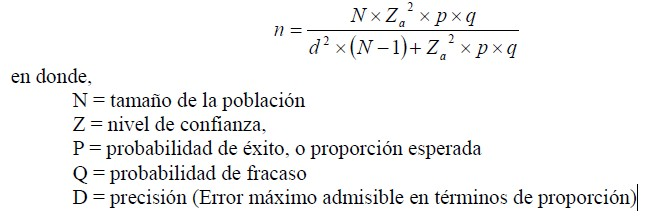 n = \frac{N \times Z_a^2 \times p \times q}{d^2 \times (N-1) + Z_a^2 \times p \times q}
en donde,
N = tamaño de la población
Z = nivel de confianza,
P = probabilidad de éxito, o proporción esperada
Q = probabilidad de fracaso
D = precisión (Error máximo admisible en términos de proporción)